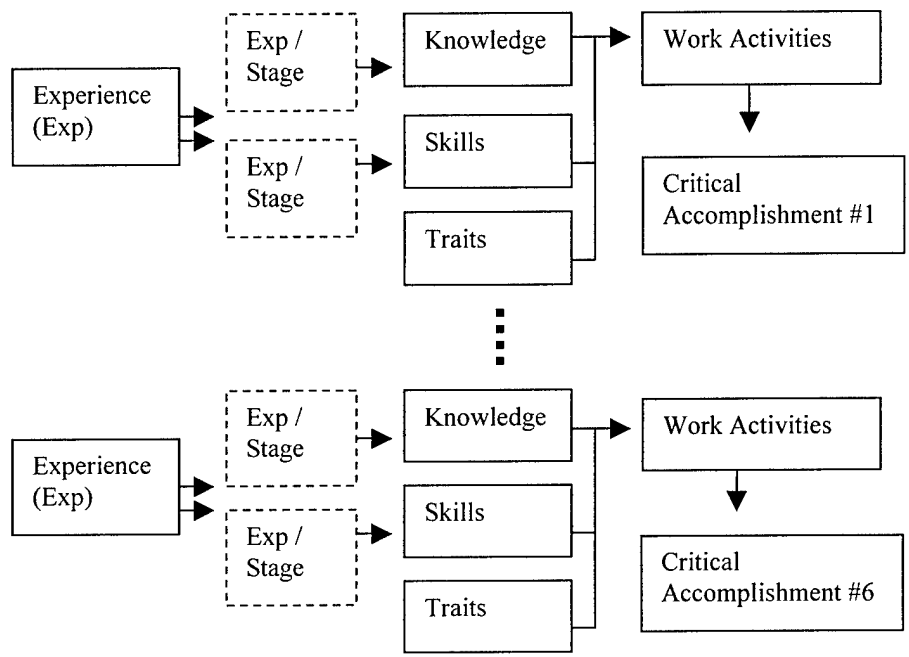 Experience
(Exp)
Exp /
Stage
Exp /
Stage
Knowledge
Skills
Traits
Work Activities
Critical
Accomplishment #1
Experience
(Exp)
Exp /
Stage
Exp /
Stage
Knowledge
Skills
Traits
Work Activities
Critical
Accomplishment #6